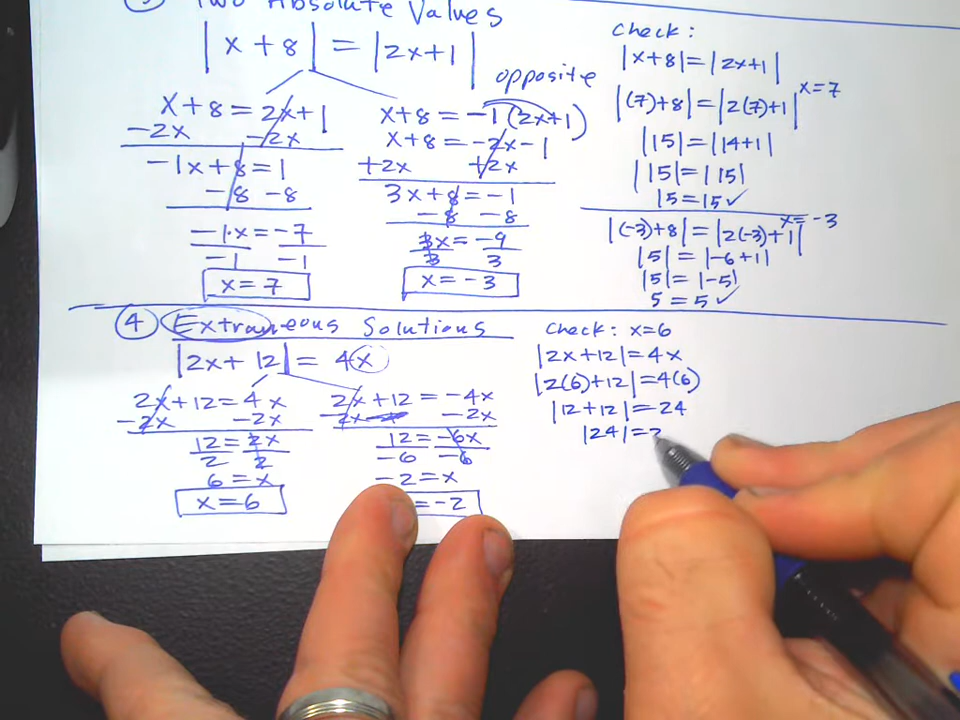 Two Absolute Values
|x+8| = |2x+1|
opposite
x+8 = 2x+1
-2x -2x
-1x+8 = 1
-8 -8
-1x = -7
-1 -1
x = 7
x+8 = -1(2x+1)
x+8 = -2x-1
+2x +2x
3x+8 = -1
-8 -8
3x = -9
3 3
x = -3
Check:
|x+8| = |2x+1|
|(7)+8| = |2(7)+1| x=7
|15| = |14+1|
|15| = |15|
15 = 15 ✓
|(-3)+8| = |2(-3)+1| x=-3
|5| = |-6+1|
|5| = |-5|
5 = 5 ✓
④ Extraneous Solutions
|2x+12| = 4x
2x+12 = 4x
-2x -2x
12 = 2x
2 2
6 = x
x = 6
2x+12 = -4x
-2x -2x
12 = -6x
-6 -6
-2 = x
= -2
Check: x=6
|2x+12| = 4x
|2(6)+12| = 4(6)
|12+12| = 24
|24| = 2